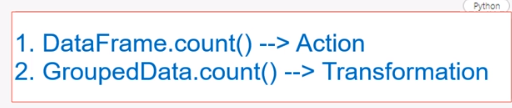 Python
1. DataFrame.count() --> Action
2. GroupedData.count() --> Transformation